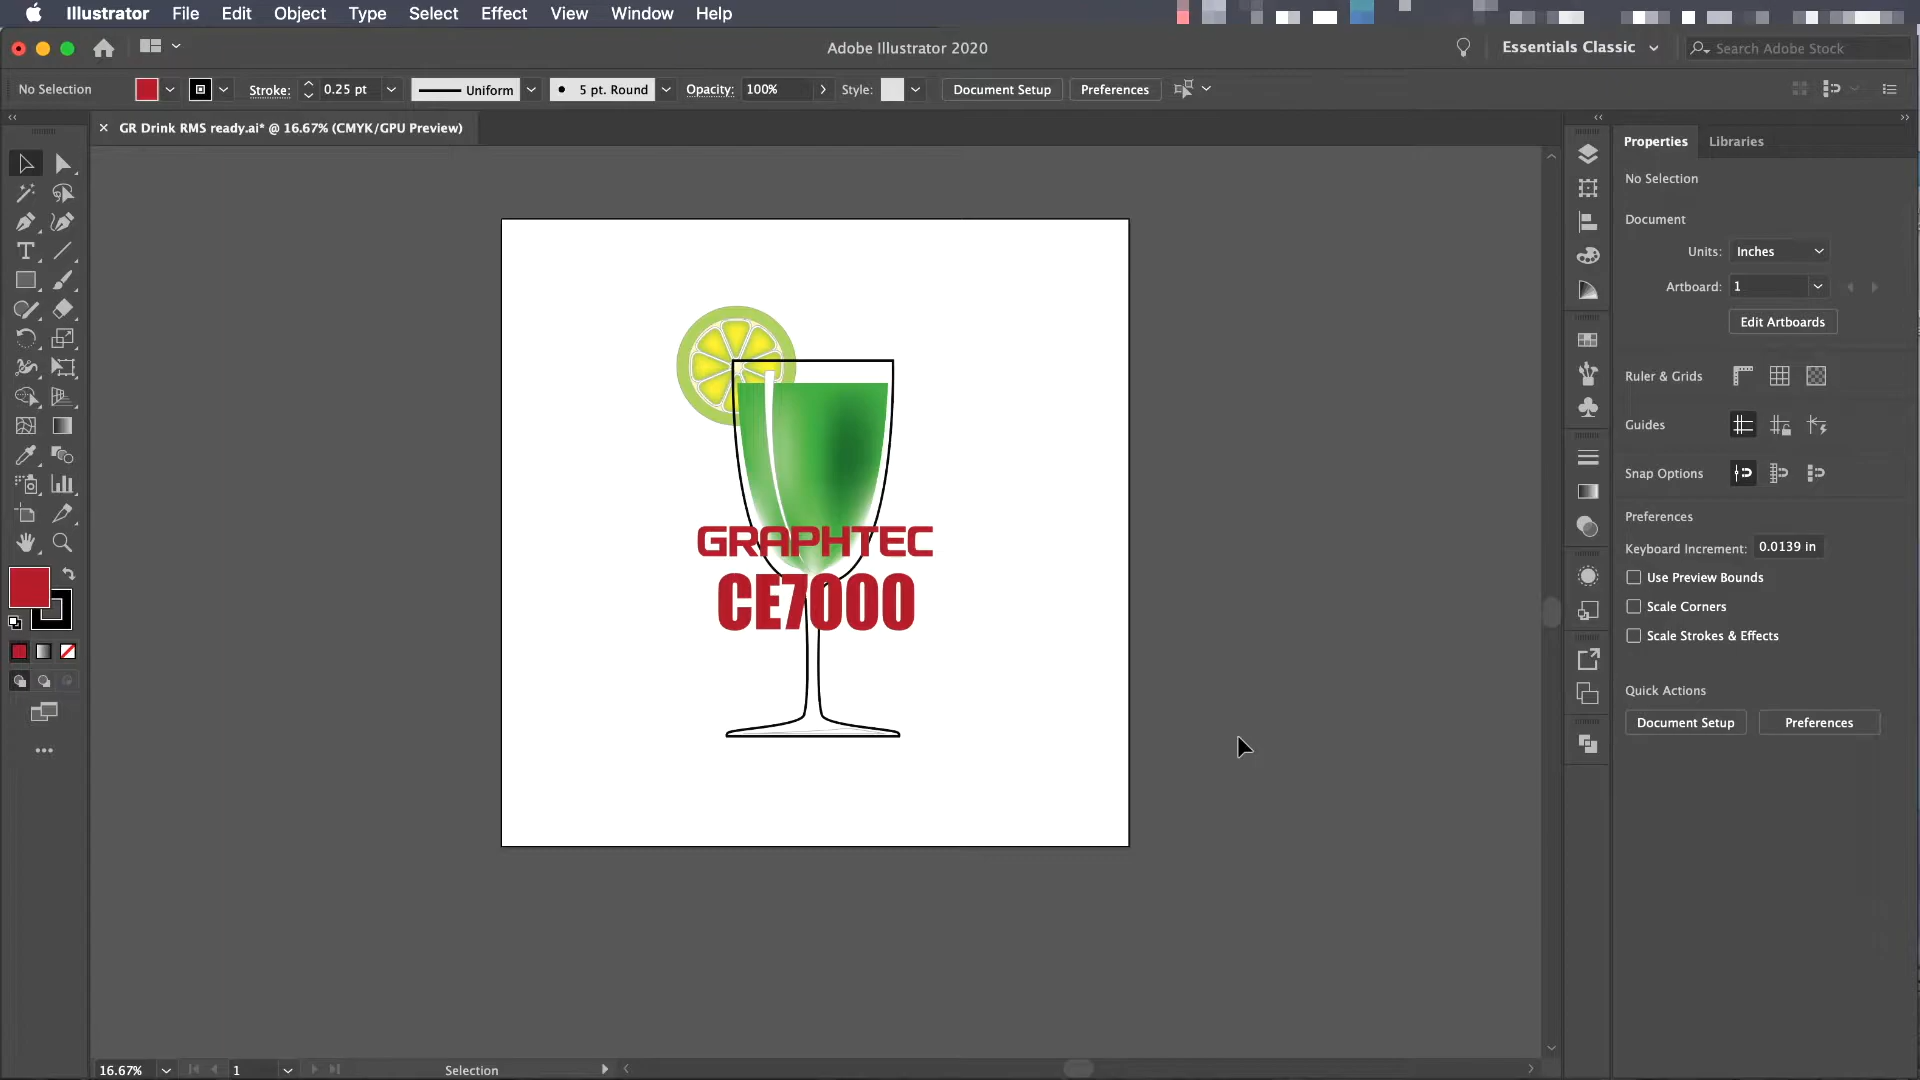 Illustrator File Edit Object Type Select Effect View Window Help
Adobe Illustrator 2020
Essentials Classic
Search Adobe Stock
No Selection
Stroke: 0.25 pt
Uniform
5 pt. Round
Opacity: 100%
Style:
Document Setup
Preferences
GR Drink RMS ready.ai* @ 16.67% (CMYK/GPU Preview)
GRAPHTEC
CE7000
Properties
Libraries
No Selection
Document
Units: Inches
Artboard: 1
Edit Artboards
Ruler & Grids
Guides
Snap Options
Preferences
Keyboard Increment: 0.0139 in
Use Preview Bounds
Scale Corners
Scale Strokes & Effects
Quick Actions
Document Setup
Preferences
16.67%
1
Selection